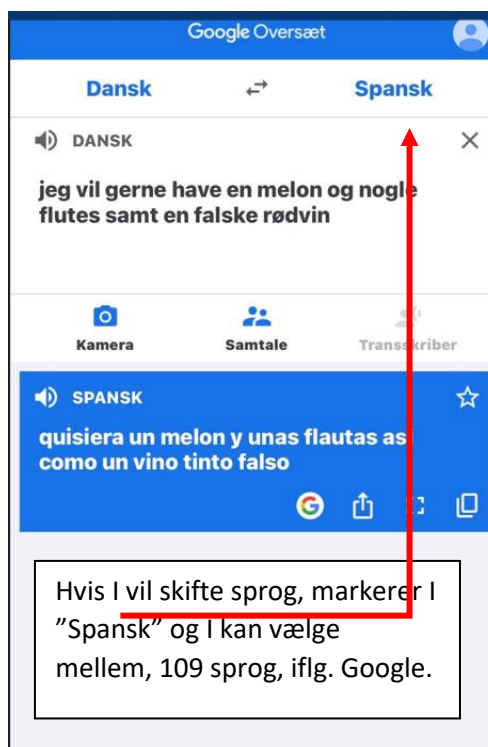 Google Oversæt
Dansk Spansk
DANSK
jeg vil gerne have en melon og nogle
flutes samt en falske rødvin
Kamera Samtale Transskriber
SPANSK
quisiera un melon y unas flautas asi
como un vino tinto falso
Hvis I vil skifte sprog, markerer I
”Spansk” og I kan vælge
mellem, 109 sprog, iflg. Google.